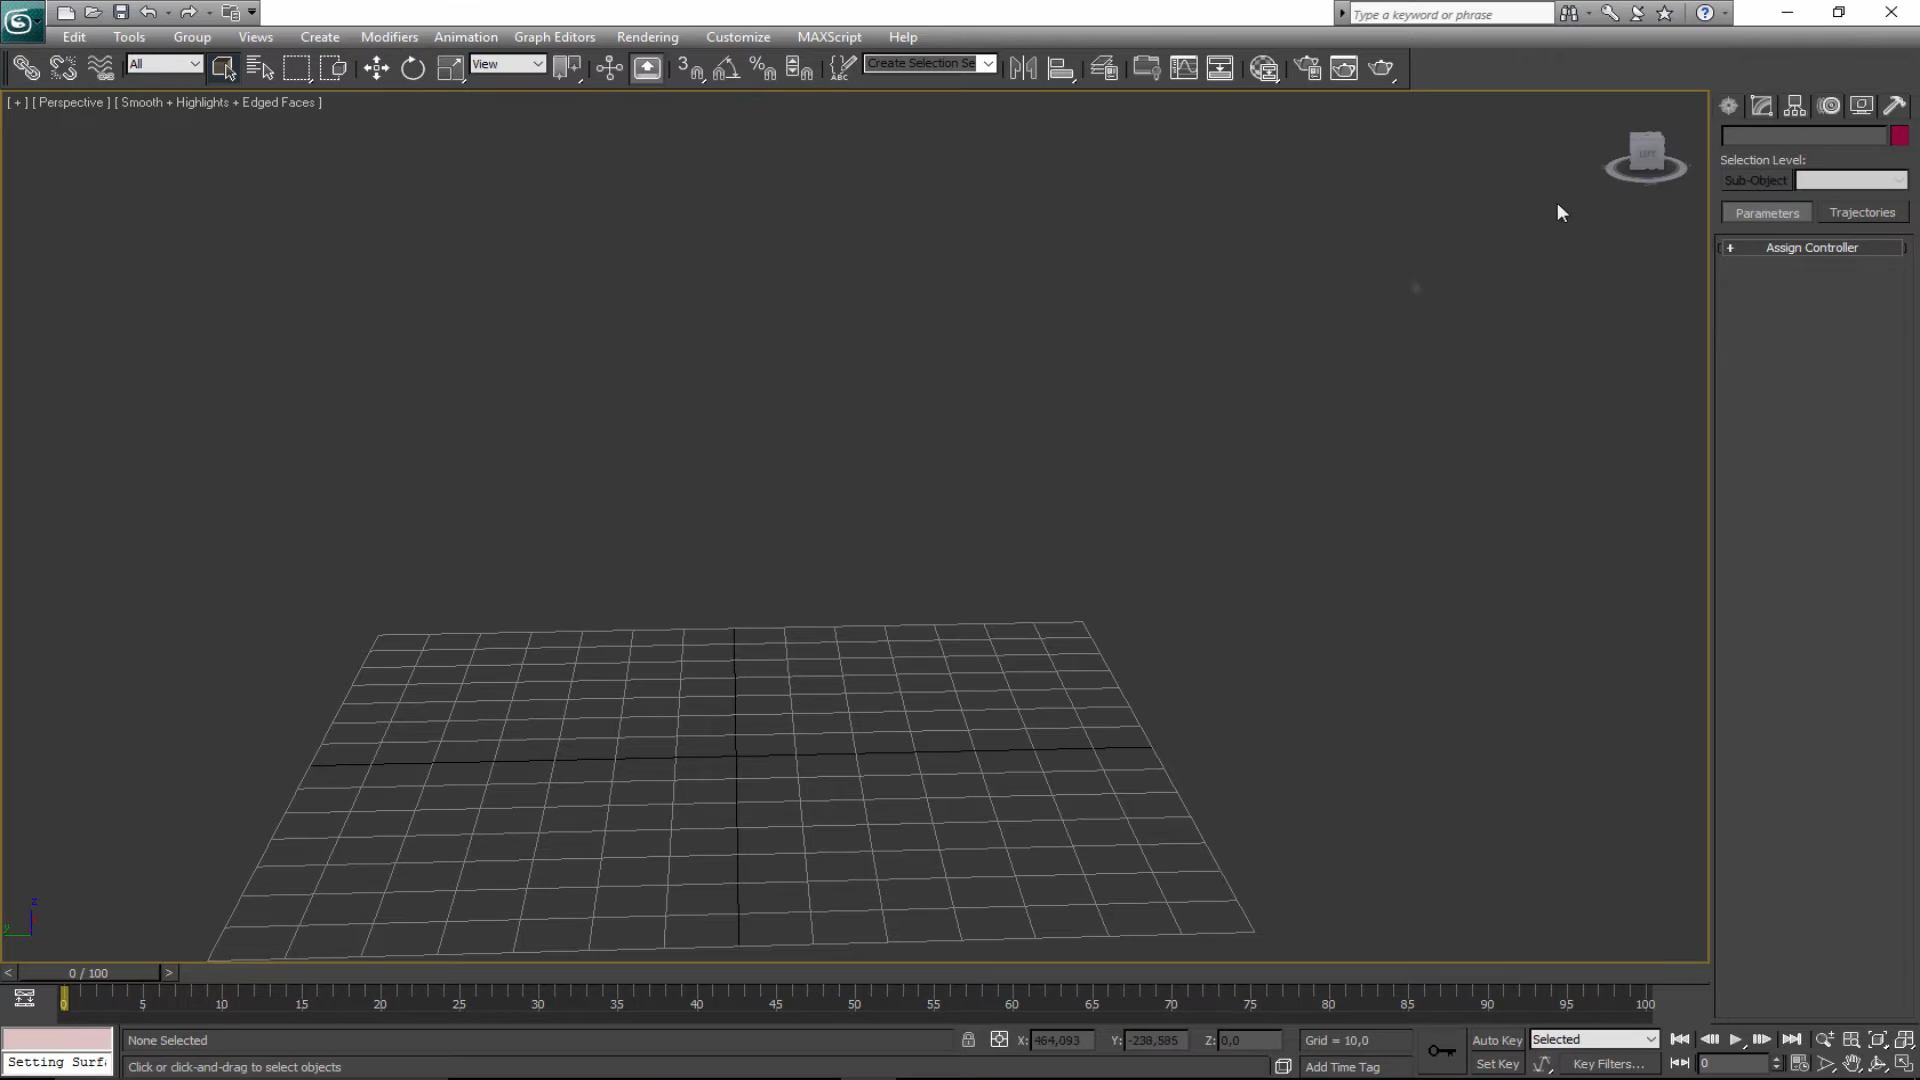 Type a keyword or phrase
Edit Tools Group Views Create Modifiers Animation Graph Editors Rendering Customize MAXScript Help
All View 3 % ABC Create Selection Se
[ + ] [ Perspective ] [ Smooth + Highlights + Edged Faces ]
LEFT
Selection Level:
Sub-Object
Parameters Trajectories
+ Assign Controller
z
y
< 0 / 100 >
0 5 10 15 20 25 30 35 40 45 50 55 60 65 70 75 80 85 90 95 100
None Selected X: 464,093 Y: -238,585 Z: 0,0 Grid = 10,0 Auto Key Selected
Setting Surf Click or click-and-drag to select objects Add Time Tag Set Key Key Filters... 0